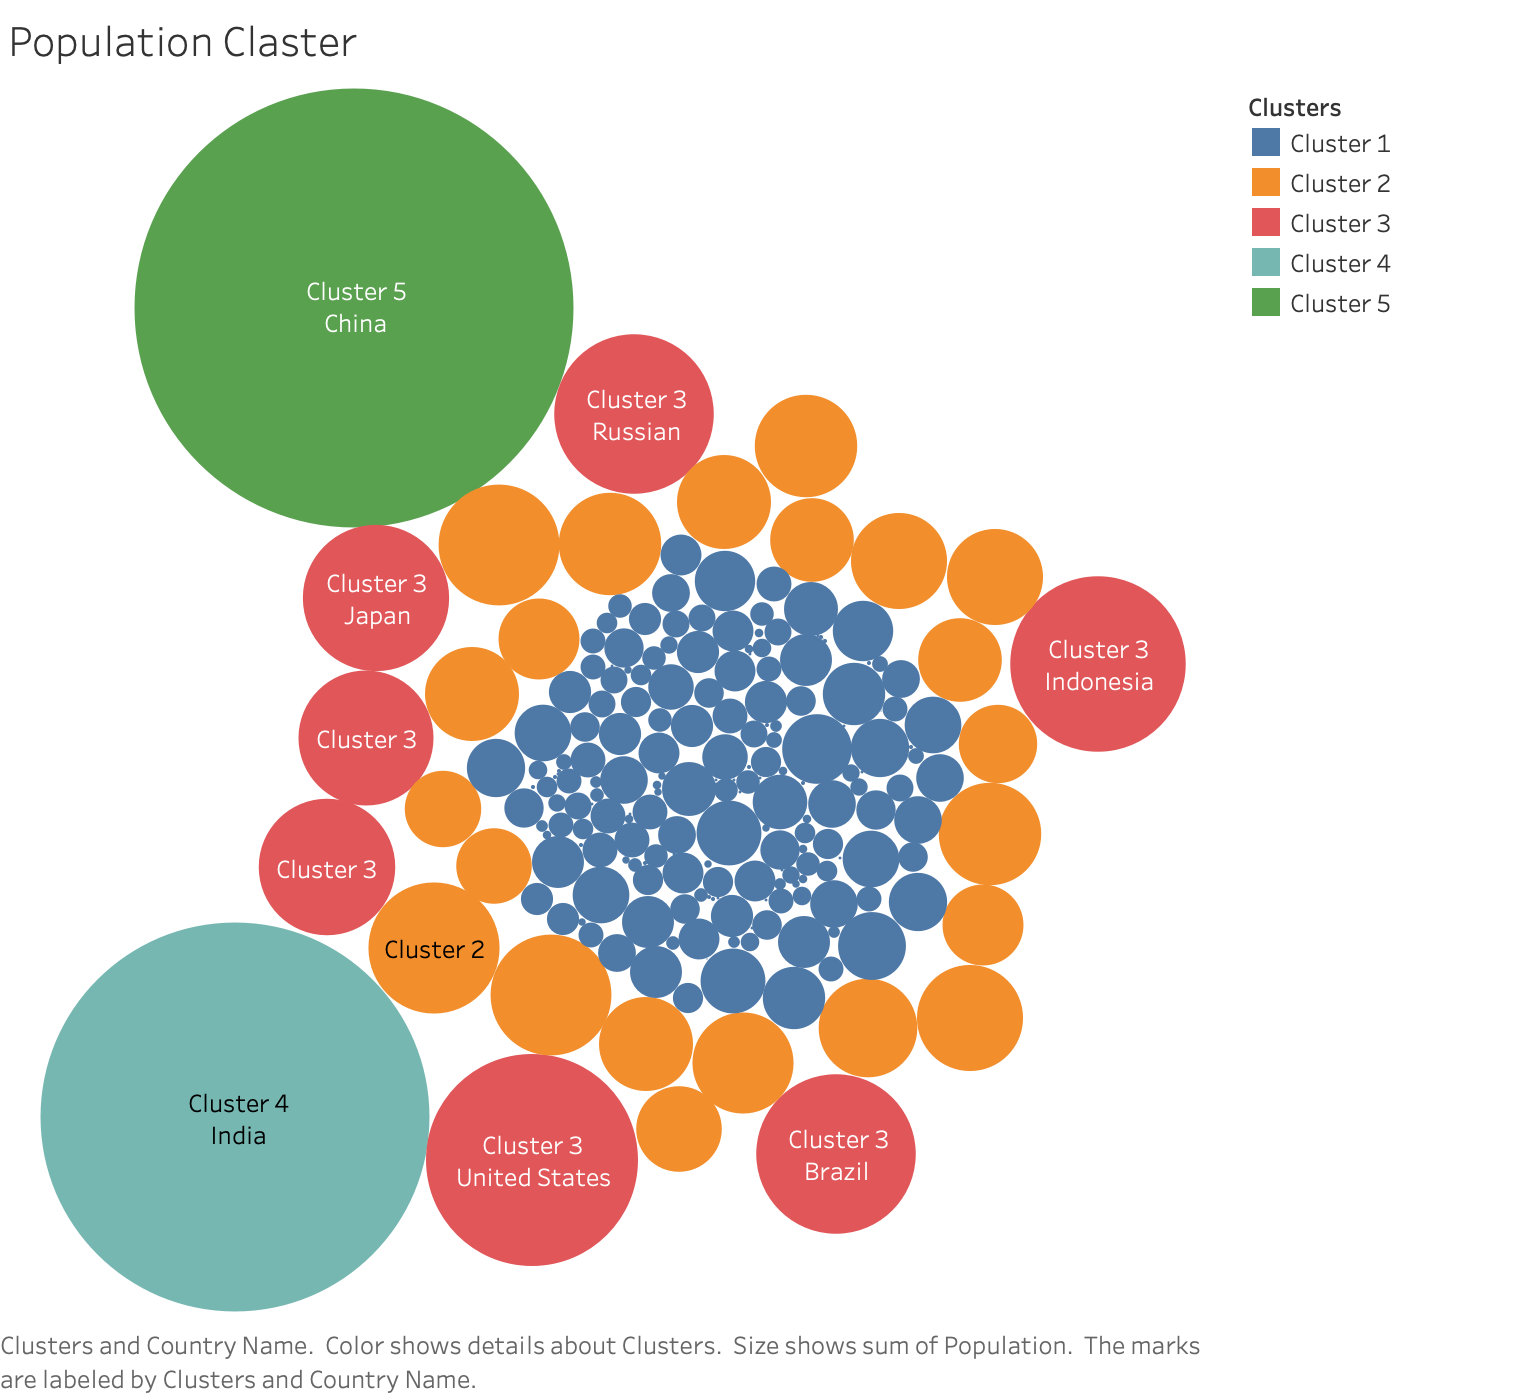 Population Claster
Clusters
Cluster 1
Cluster 2
Cluster 3
Cluster 4
Cluster 5
Cluster 5
China
Cluster 3
Russian
Cluster 3
Japan
Cluster 3
Indonesia
Cluster 3
Cluster 3
Cluster 2
Cluster 4
India
Cluster 3
United States
Cluster 3
Brazil
Clusters and Country Name. Color shows details about Clusters. Size shows sum of Population. The marks
are labeled by Clusters and Country Name.